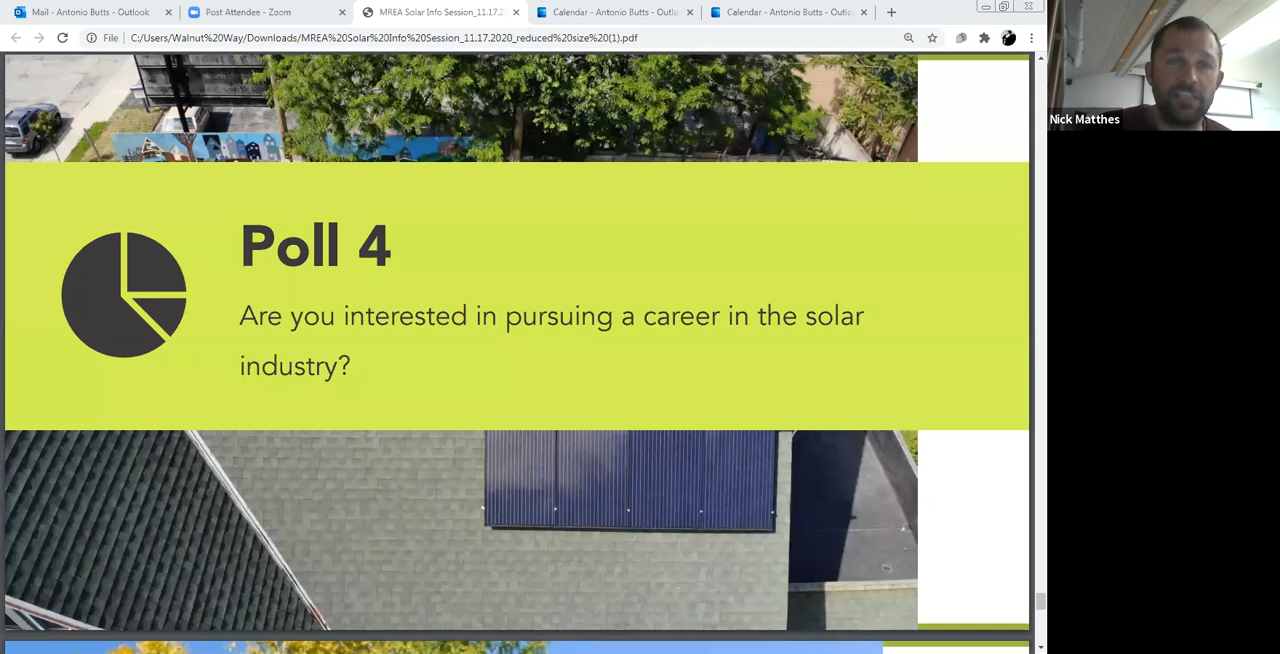 Mail - Antonio Butts - Outlook
Post Attendee - Zoom
MREA Solar Info Session_11.17.2
Calendar - Antonio Butts - Outlo
Calendar - Antonio Butts - Outlo
File
C:/Users/Walnut%20Way/Downloads/MREA%20Solar%20Info%20Session_11.17.2020_reduced%20size%20(1).pdf
Nick Matthes
Poll 4
Are you interested in pursuing a career in the solar
industry?